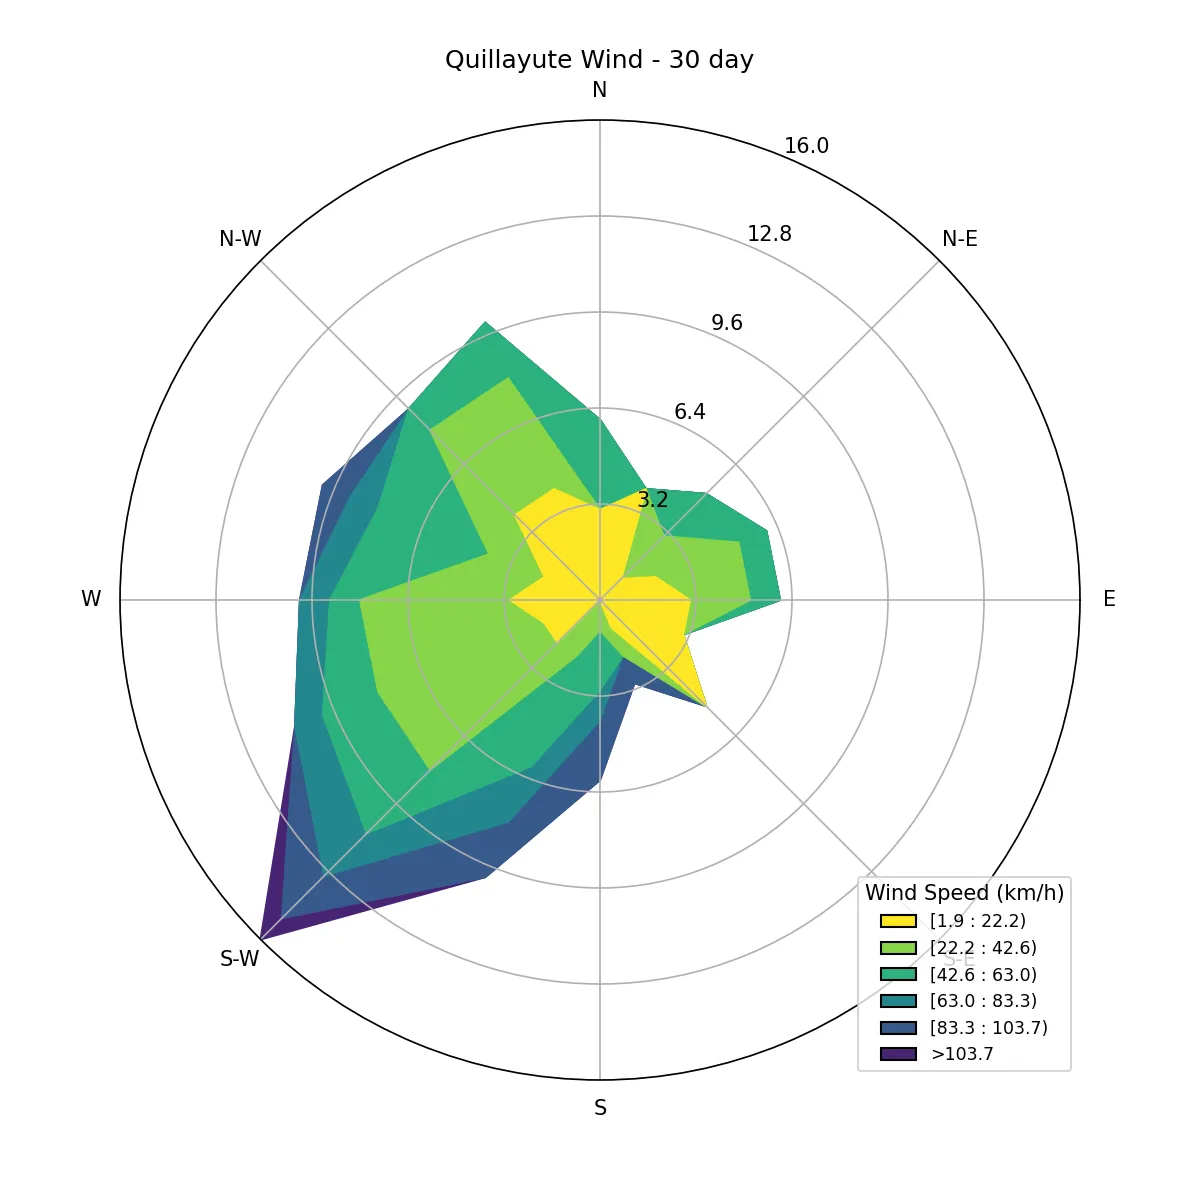 Quillayute Wind - 30 day
N
16.0
12.8
N-W
N-E
9.6
6.4
3.2
W
E
Wind Speed (km/h)
[1.9 : 22.2)
[22.2 : 42.6)
S-W
S-E
[42.6 : 63.0)
[63.0 : 83.3)
[83.3 : 103.7)
>103.7
S